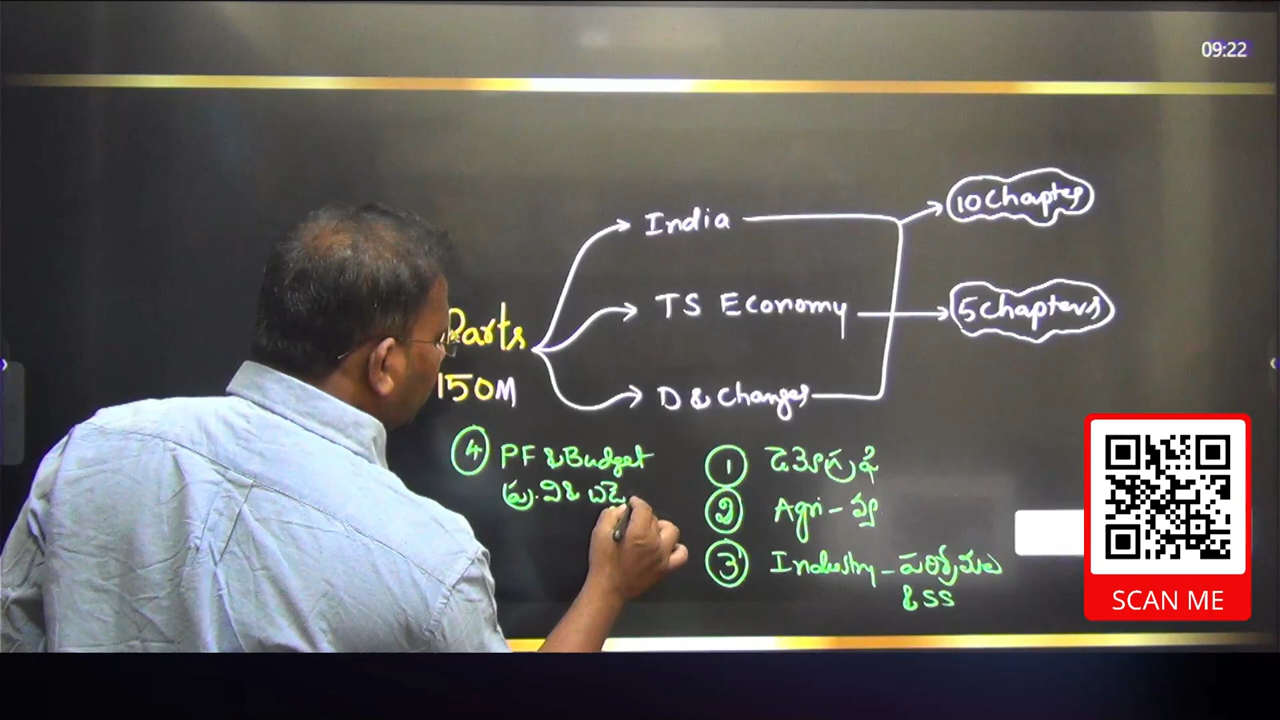 09:22
10 Chapters
India
TS Economy
5 Chapters
Parts
150M
D & Changes
4 PF & Budget
ప్ర. వి & బడ్జె
1 డెమోగ్రఫీ
2 Agri - వ్య
3 Industry - పరిశ్రమలు
& SS
SCAN ME